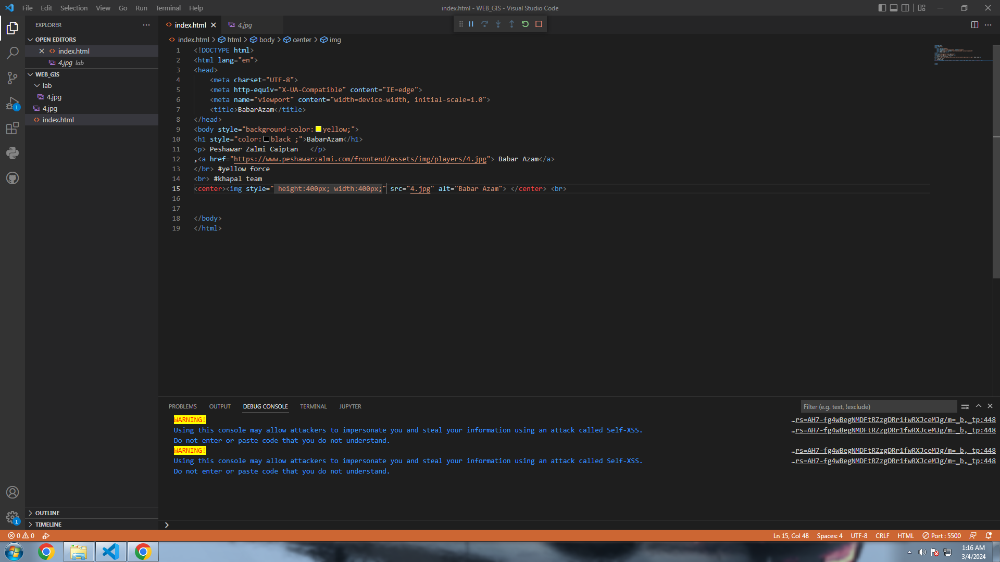 File Edit Selection View Go Run Terminal Help
index.html - WEB_GIS - Visual Studio Code
EXPLORER
OPEN EDITORS
index.html
4.jpg lab
WEB_GIS
lab
4.jpg
4.jpg
index.html
OUTLINE
TIMELINE
index.html 4.jpg
index.html > html > body > center > img
1 <!DOCTYPE html>
2 <html lang="en">
3 <head>
4 <meta charset="UTF-8">
5 <meta http-equiv="X-UA-Compatible" content="IE=edge">
6 <meta name="viewport" content="width=device-width, initial-scale=1.0">
7 <title>BabarAzam</title>
8 </head>
9 <body style="background-color:yellow;">
10 <h1 style="color:black ;">BabarAzam</h1>
11 <p> Peshawar Zalmi Caiptan   </p>
12 ,<a href="https://www.peshawarzalmi.com/frontend/assets/img/players/4.jpg"> Babar Azam</a>
13 </br> #yellow force
14 <br> #khapal team
15 <center><img style=" height:400px; width:400px;" src="4.jpg" alt="Babar Azam"> </center> <br>
16
17
18 </body>
19 </html>
PROBLEMS OUTPUT DEBUG CONSOLE TERMINAL JUPYTER
Filter (e.g. text, !exclude)
WARNING! …rs=AH7-fg4wBegNMDFtRZzgDRr1fwRXJceMJg/m=_b,_tp:448
Using this console may allow attackers to impersonate you and steal your information using an attack called Self-XSS. …rs=AH7-fg4wBegNMDFtRZzgDRr1fwRXJceMJg/m=_b,_tp:448
Do not enter or paste code that you do not understand.
WARNING! …rs=AH7-fg4wBegNMDFtRZzgDRr1fwRXJceMJg/m=_b,_tp:448
Using this console may allow attackers to impersonate you and steal your information using an attack called Self-XSS. …rs=AH7-fg4wBegNMDFtRZzgDRr1fwRXJceMJg/m=_b,_tp:448
Do not enter or paste code that you do not understand.
0 0 Ln 15, Col 48 Spaces: 4 UTF-8 CRLF HTML Port : 5500
1:16 AM
3/4/2024